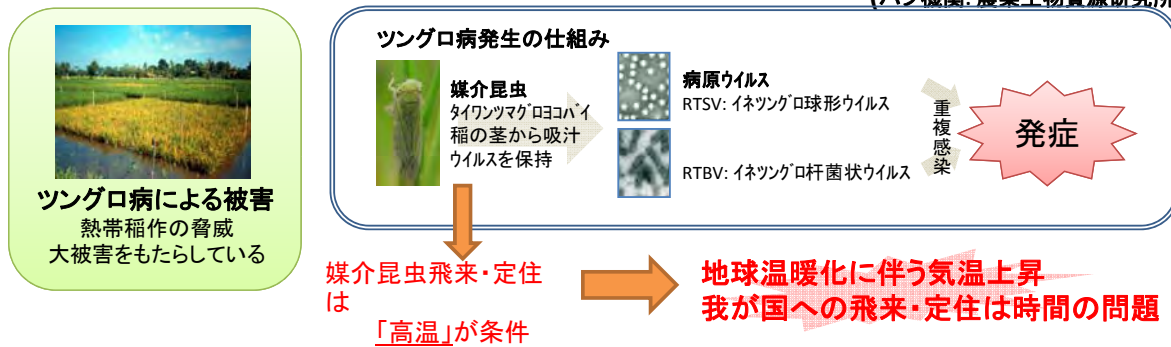 ツングロ病による被害
熱帯稲作の脅威
大被害をもたらしている
ツングロ病発生の仕組み
媒介昆虫
ﾀｲﾜﾝﾂﾏｸﾞﾛﾖｺﾊﾞｲ
稲の茎から吸汁
ウイルスを保持
病原ウイルス
RTSV: ｲﾈﾂﾝｸﾞﾛ球形ウイルス
RTBV: ｲﾈﾂﾝｸﾞﾛ杆菌状ウイルス
重複感染
発症
媒介昆虫飛来・定住
は
「高温」が条件
地球温暖化に伴う気温上昇
我が国への飛来・定住は時間の問題